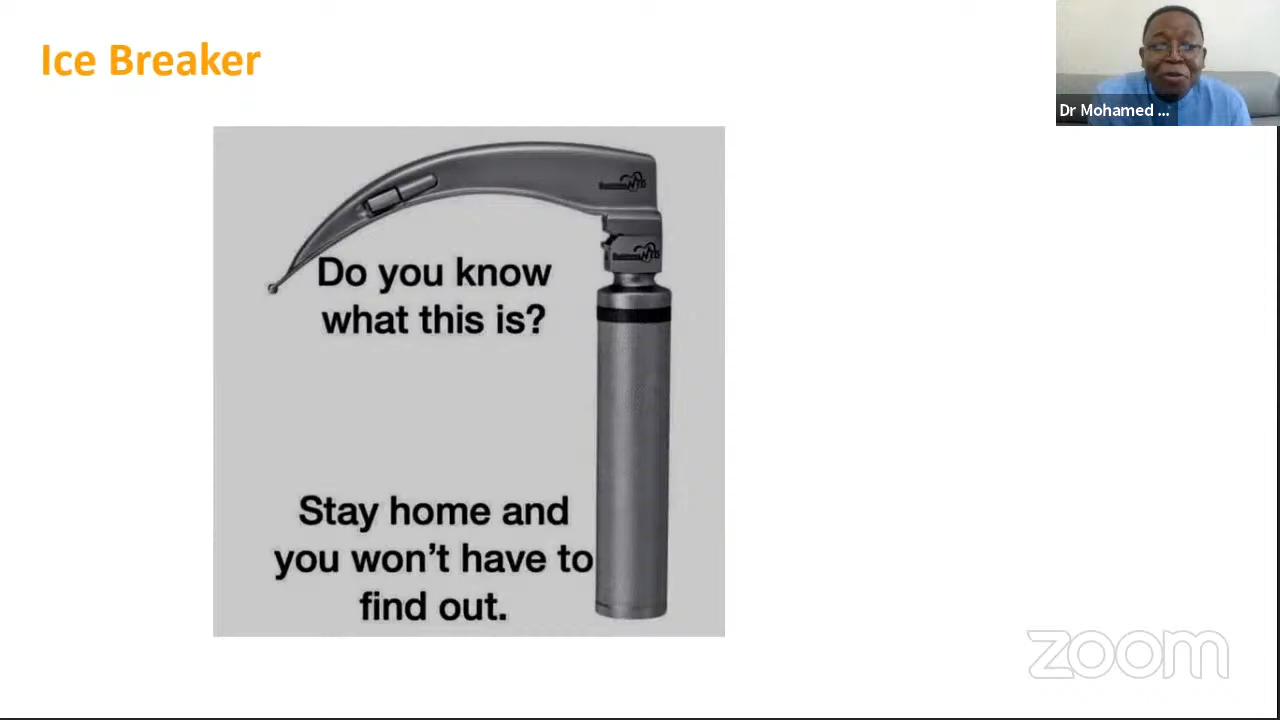 Ice Breaker
Dr Mohamed ...
Do you know
what this is?
Stay home and
you won't have to
find out.
zoom